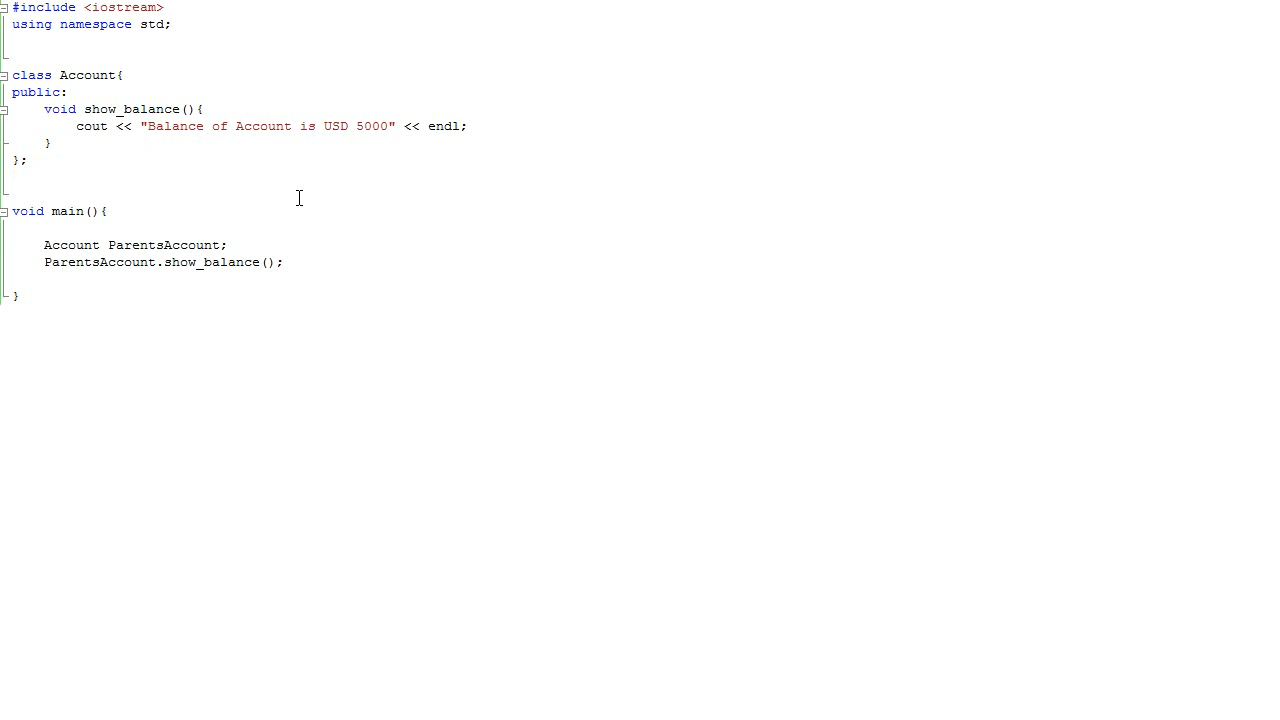 #include <iostream>
using namespace std;
class Account{
public:
    void show_balance(){
        cout << "Balance of Account is USD 5000" << endl;
    }
};
void main(){
    Account ParentsAccount;
    ParentsAccount.show_balance();
}